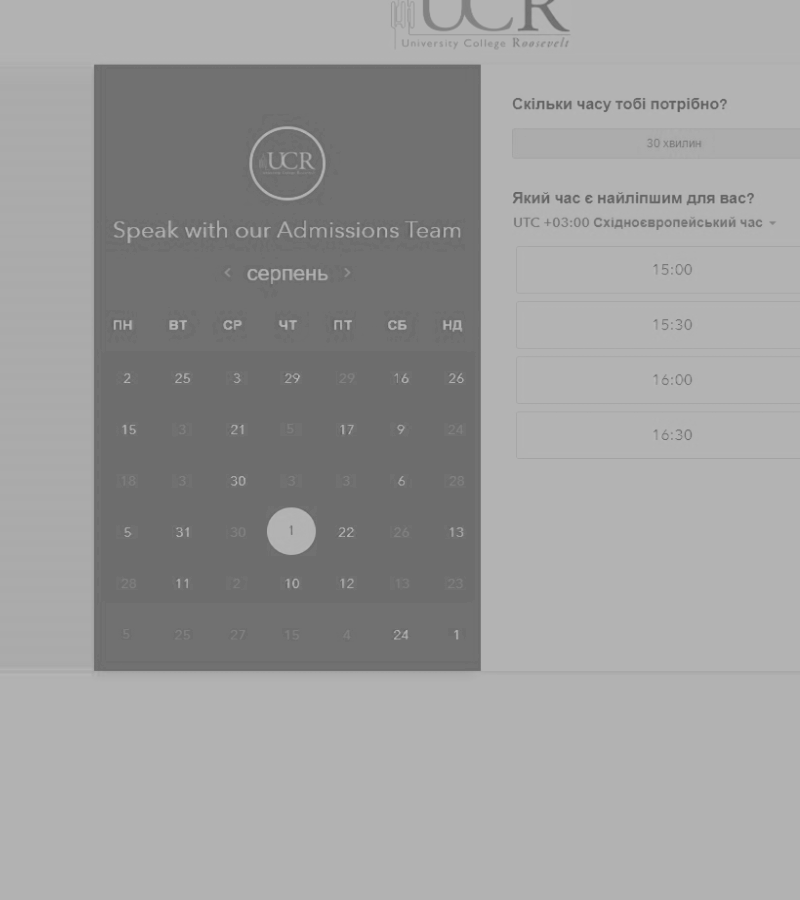 UCR
University College Roosevelt
UCR
Speak with our Admissions Team
серпень
ПН ВТ СР ЧТ ПТ СБ НД
2 25 3 29 29 16 26
15 3 21 5 17 9 24
18 3 30 3 3 6 28
5 31 30 1 22 26 13
28 11 2 10 12 13 23
5 25 27 15 4 24 1
Скільки часу тобі потрібно?
30 хвилин
Який час є найліпшим для вас?
UTC +03:00 Східноєвропейський час
15:00
15:30
16:00
16:30